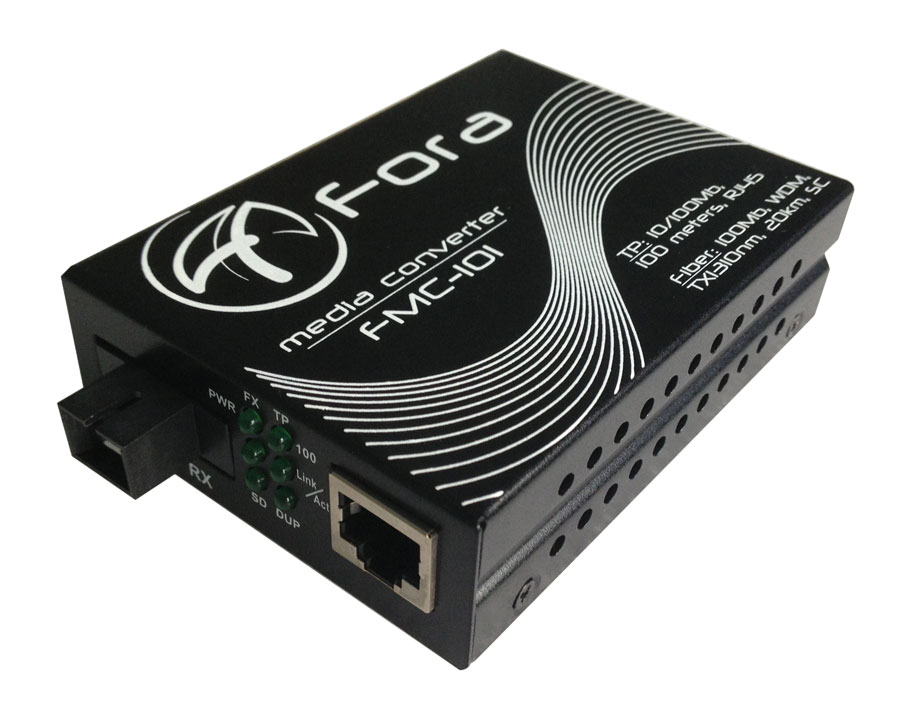 Fora
media converter
F-MC-101
TP: 10/100Mb,
100 meters, RJ45
Fiber: 100Mb, WDM,
TX1310nm, 20km, SC
PWR
FX
TP
100
Link/Act
RX
SD
DUP